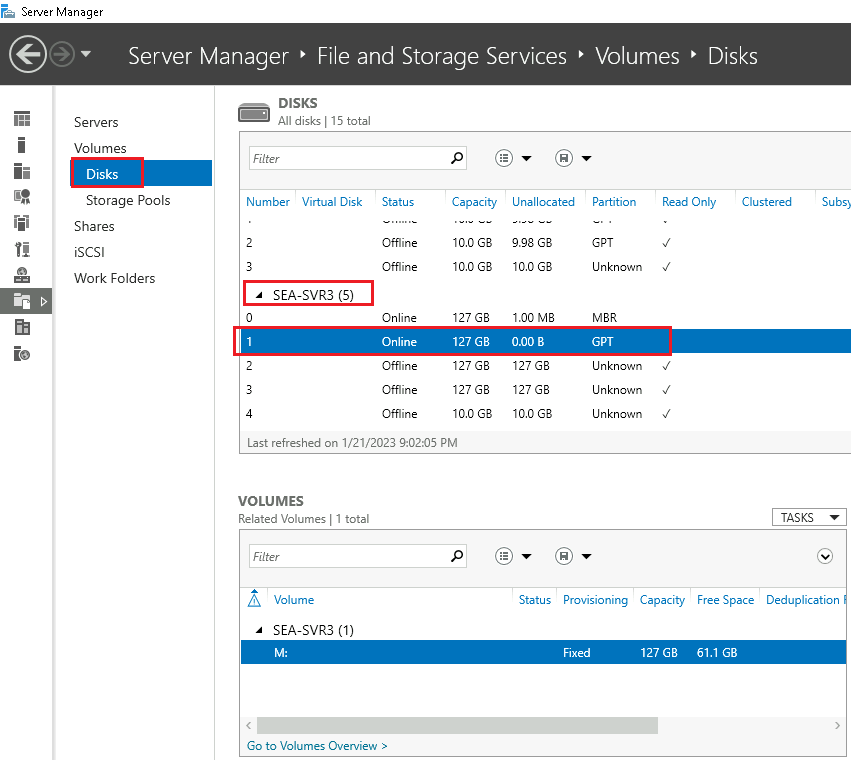 Server Manager
Server Manager ‣ File and Storage Services ‣ Volumes ‣ Disks
Servers
Volumes
Disks
Storage Pools
Shares
iSCSI
Work Folders
DISKS
All disks | 15 total
Filter
Number Virtual Disk Status Capacity Unallocated Partition Read Only Clustered Subsy
2 Offline 10.0 GB 9.98 GB GPT ✓
3 Offline 10.0 GB 10.0 GB Unknown ✓
SEA-SVR3 (5)
0 Online 127 GB 1.00 MB MBR
1 Online 127 GB 0.00 B GPT
2 Offline 127 GB 127 GB Unknown ✓
3 Offline 127 GB 127 GB Unknown ✓
4 Offline 10.0 GB 10.0 GB Unknown ✓
Last refreshed on 1/21/2023 9:02:05 PM
VOLUMES
Related Volumes | 1 total
TASKS
Filter
Volume Status Provisioning Capacity Free Space Deduplication
SEA-SVR3 (1)
M: Fixed 127 GB 61.1 GB
Go to Volumes Overview >